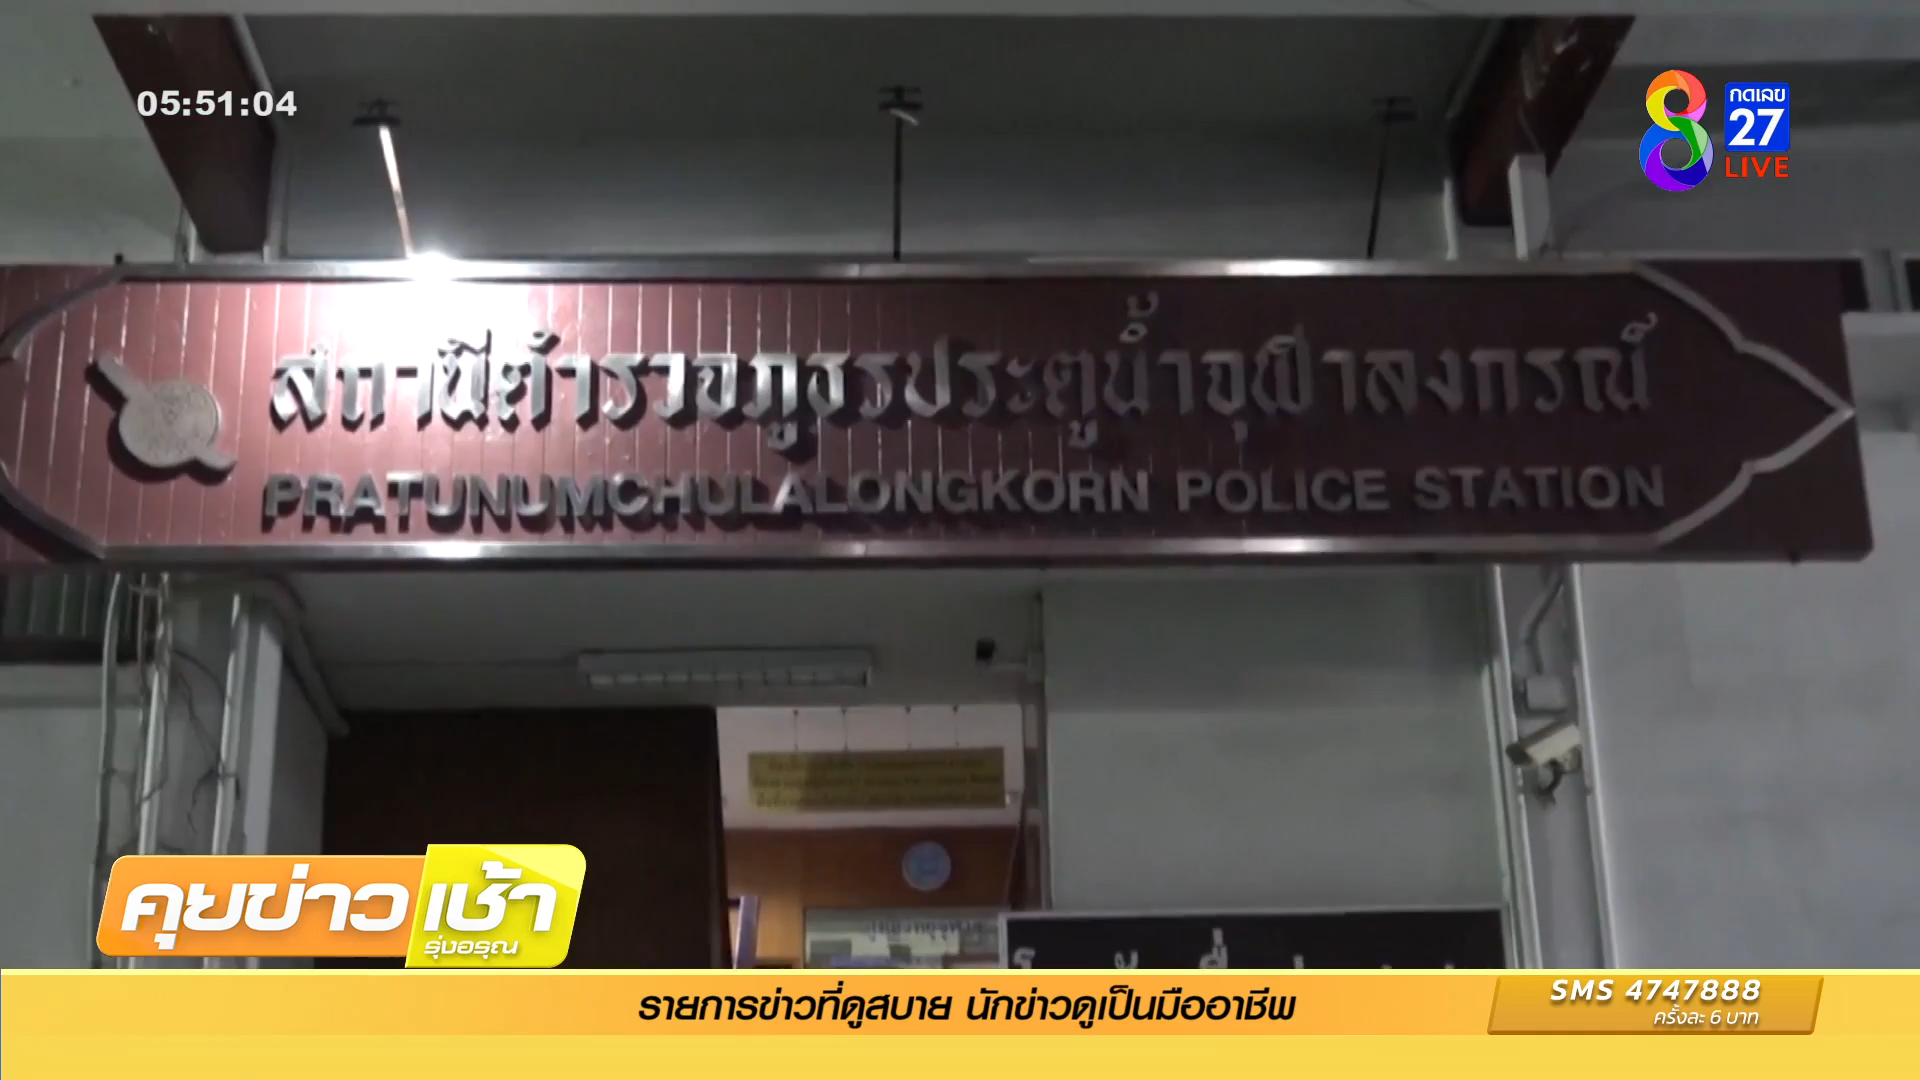 05:51:04
กดเลข
27
LIVE
สถานีตำรวจภูธรประตูน้ำจุฬาลงกรณ์
PRATUNUMCHULALONGKORN POLICE STATION
คุยข่าวเช้า
รุ่งอรุณ
รายการข่าวที่ดูสบาย นักข่าวดูเป็นมืออาชีพ
SMS 4747888
ครั้งละ 6 บาท